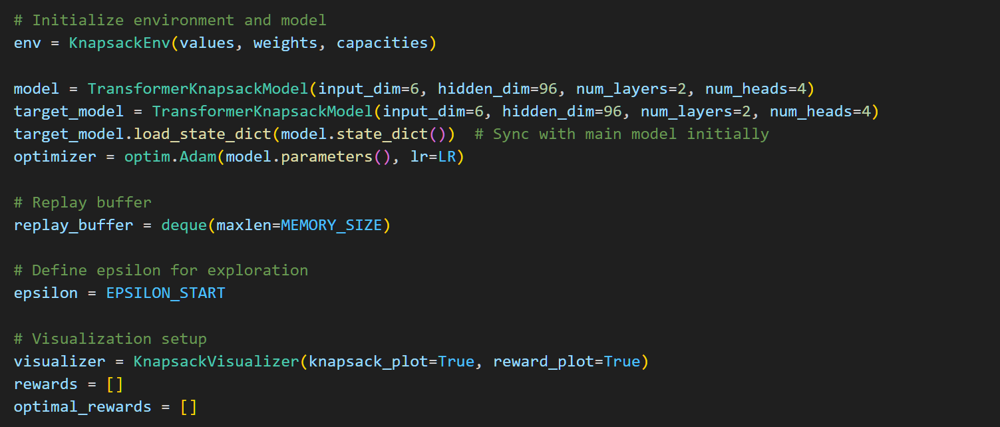 # Initialize environment and model
env = KnapsackEnv(values, weights, capacities)
model = TransformerKnapsackModel(input_dim=6, hidden_dim=96, num_layers=2, num_heads=4)
target_model = TransformerKnapsackModel(input_dim=6, hidden_dim=96, num_layers=2, num_heads=4)
target_model.load_state_dict(model.state_dict())  # Sync with main model initially
optimizer = optim.Adam(model.parameters(), lr=LR)
# Replay buffer
replay_buffer = deque(maxlen=MEMORY_SIZE)
# Define epsilon for exploration
epsilon = EPSILON_START
# Visualization setup
visualizer = KnapsackVisualizer(knapsack_plot=True, reward_plot=True)
rewards = []
optimal_rewards = []